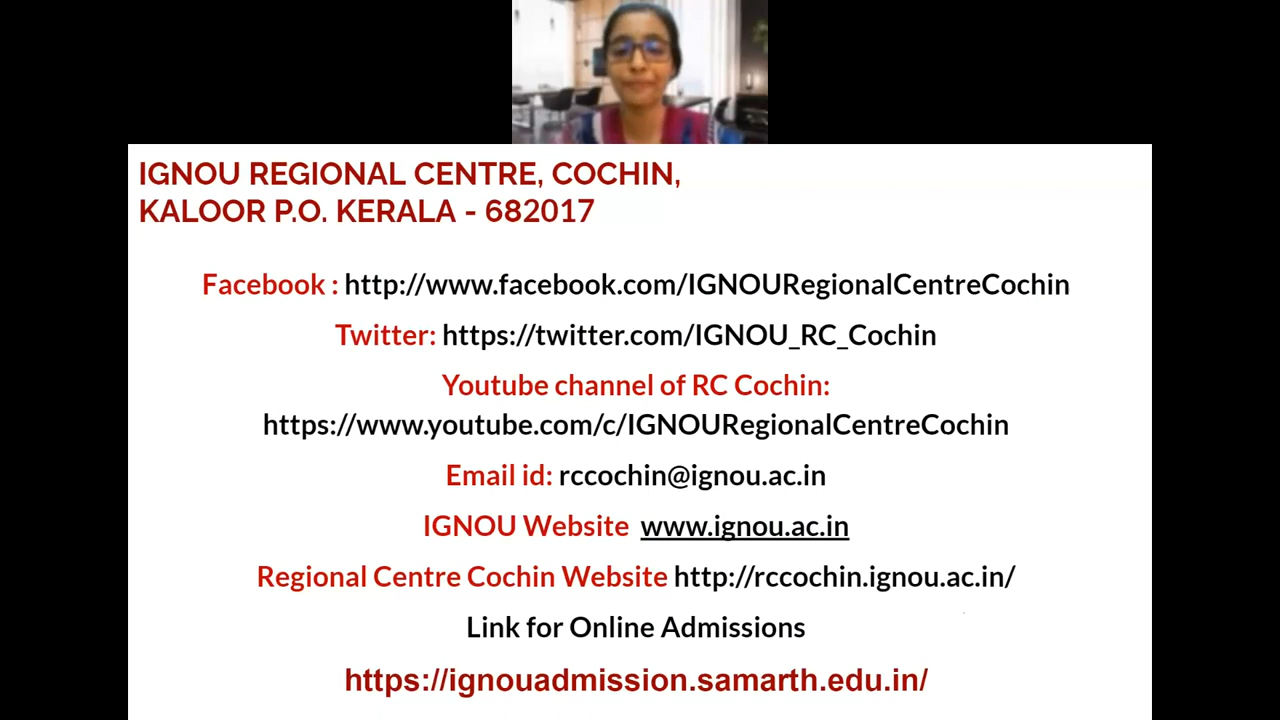 IGNOU REGIONAL CENTRE, COCHIN,
KALOOR P.O. KERALA - 682017
Facebook : http://www.facebook.com/IGNOURegionalCentreCochin
Twitter: https://twitter.com/IGNOU_RC_Cochin
Youtube channel of RC Cochin:
https://www.youtube.com/c/IGNOURegionalCentreCochin
Email id: rccochin@ignou.ac.in
IGNOU Website www.ignou.ac.in
Regional Centre Cochin Website http://rccochin.ignou.ac.in/
Link for Online Admissions
https://ignouadmission.samarth.edu.in/